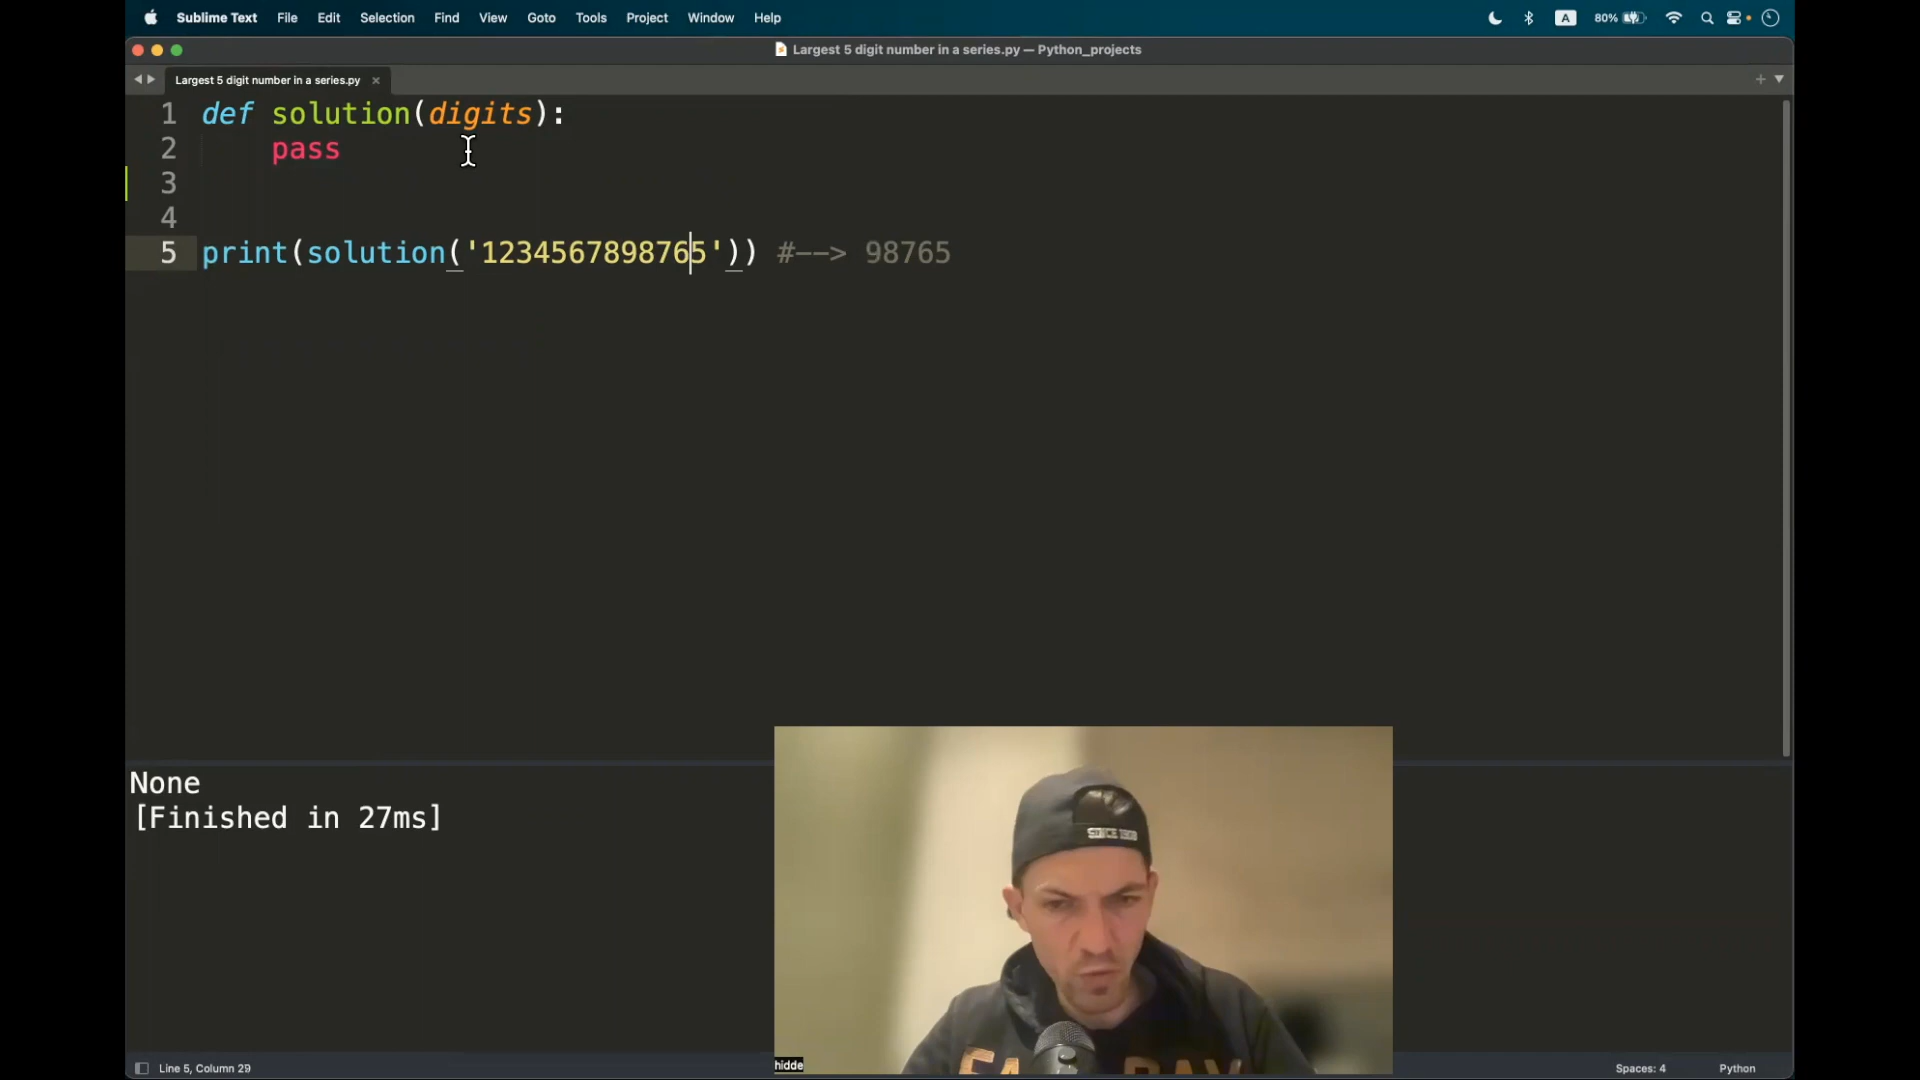 Sublime Text File Edit Selection Find View Goto Tools Project Window Help A 80%
Largest 5 digit number in a series.py — Python_projects
Largest 5 digit number in a series.py
1 def solution(digits):
2 pass
3
4
5 print(solution('1234567898765')) #--> 98765
None
[Finished in 27ms]
SINCE 1938
hidde
Line 5, Column 29 Spaces: 4 Python